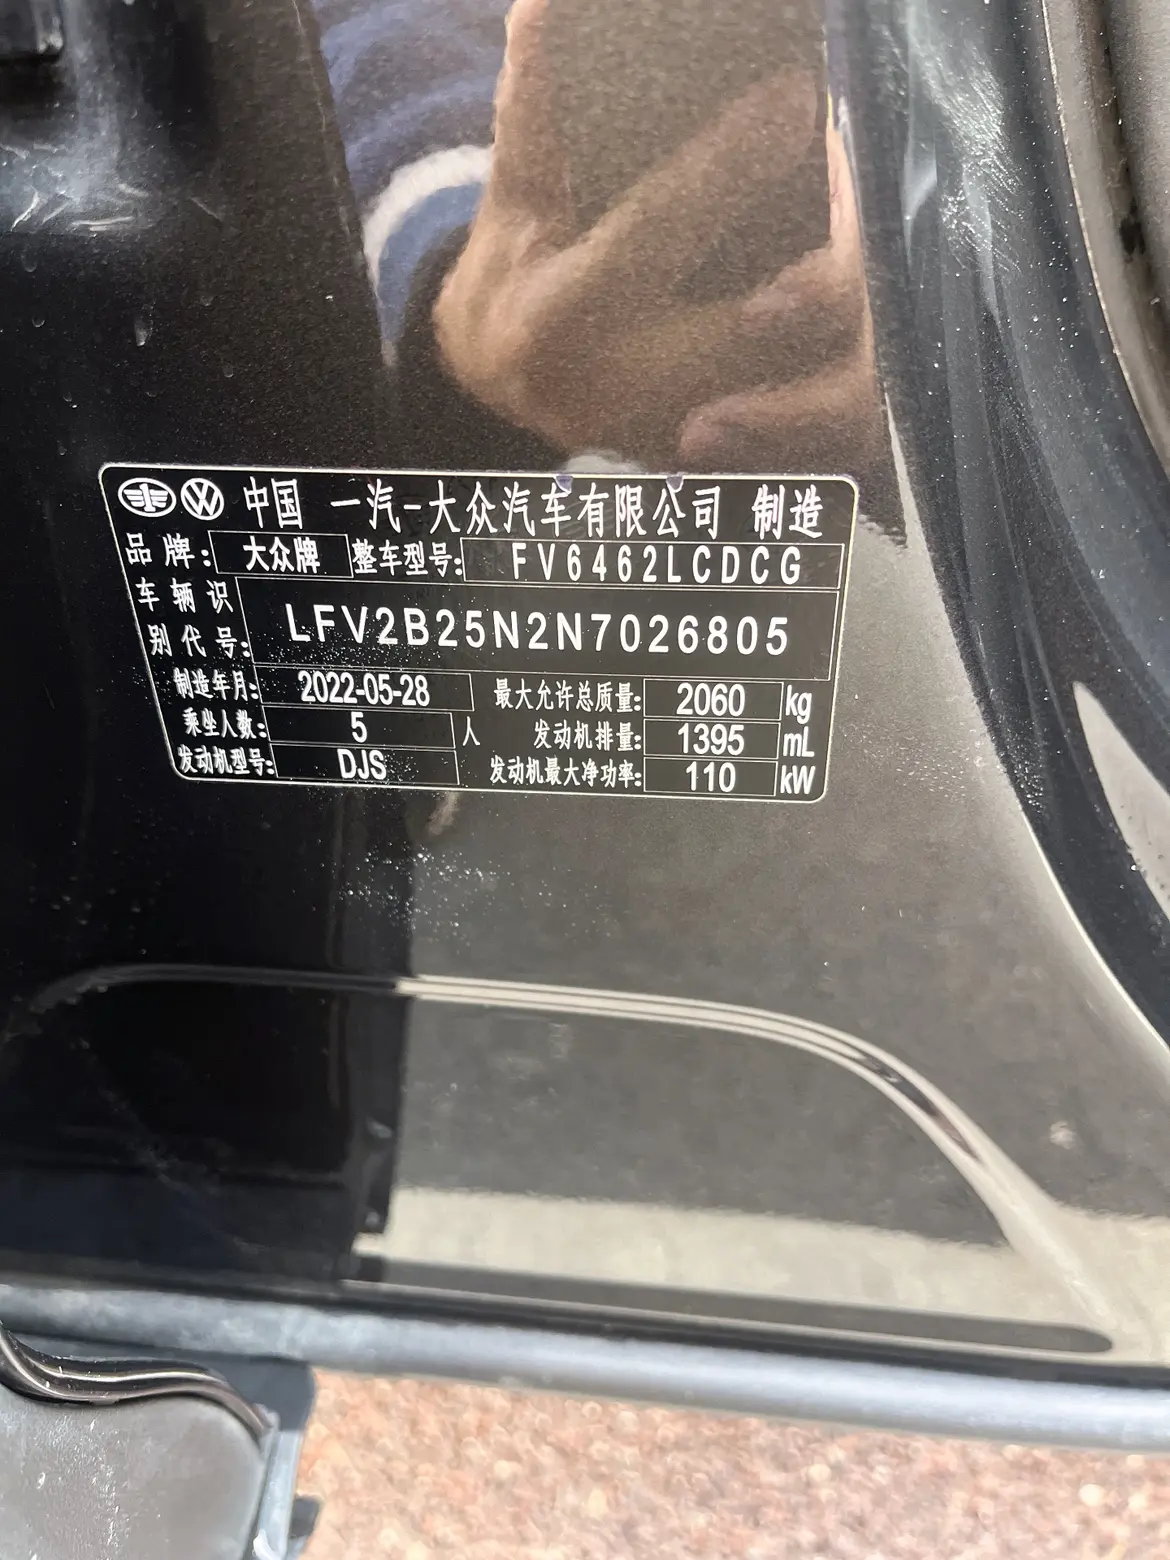 中国 一汽-大众汽车有限公司 制造
品牌: 大众牌 整车型号: FV6462LCDCG
车辆识别代号: LFV2B25N2N7026805
制造年月: 2022-05-28 最大允许总质量: 2060 kg
乘坐人数: 5 人 发动机排量: 1395 mL
发动机型号: DJS 发动机最大净功率: 110 kW